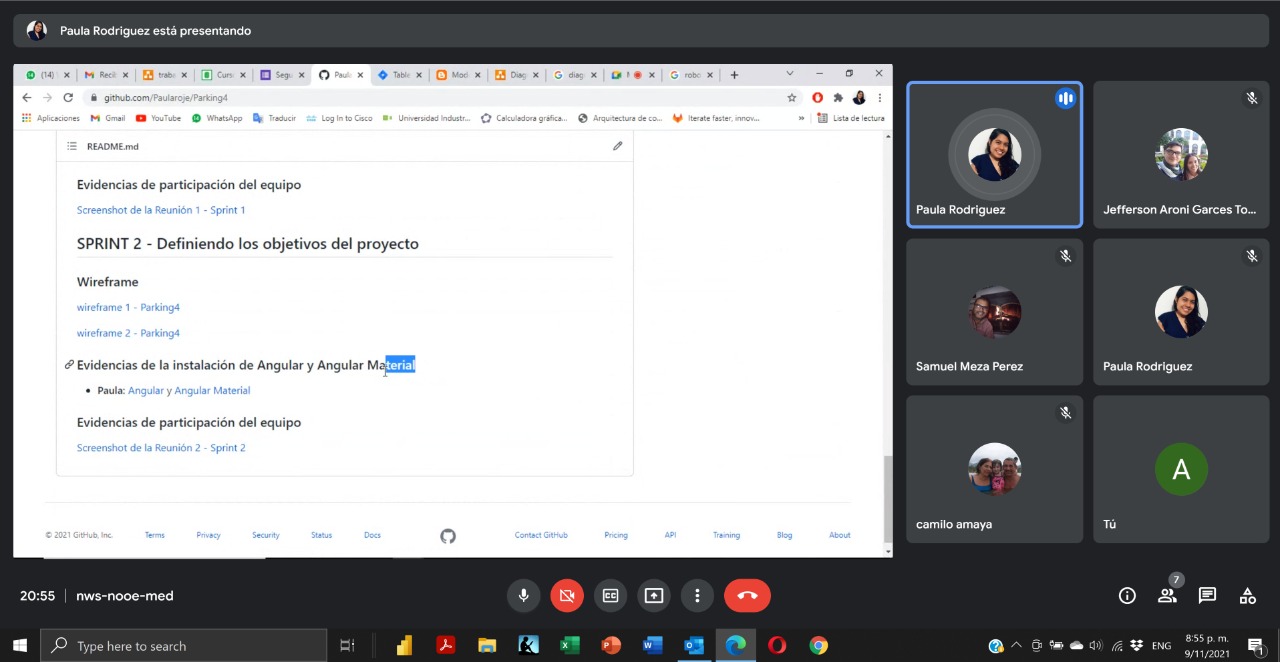 Paula Rodriguez está presentando
(14)
Recib
traba
Curs
Segu
Paula
Table
Mod
Diag
diag
robo
github.com/Paularoje/Parking4
Aplicaciones
Gmail
YouTube
WhatsApp
Traducir
Log In to Cisco
Universidad Industr...
Calculadora gráfica...
Arquitectura de co...
Iterate faster, innov...
»
Lista de lectura
README.md
Evidencias de participación del equipo
Screenshot de la Reunión 1 - Sprint 1
SPRINT 2 - Definiendo los objetivos del proyecto
Wireframe
wireframe 1 - Parking4
wireframe 2 - Parking4
Evidencias de la instalación de Angular y Angular Material
Paula: Angular y Angular Material
Evidencias de participación del equipo
Screenshot de la Reunión 2 - Sprint 2
© 2021 GitHub, Inc.
Terms
Privacy
Security
Status
Docs
Contact GitHub
Pricing
API
Training
Blog
About
Paula Rodriguez
Jefferson Aroni Garces To...
Samuel Meza Perez
Paula Rodriguez
camilo amaya
A
Tú
20:55 | nws-nooe-med
7
Type here to search
ENG
8:55 p. m.
9/11/2021
1